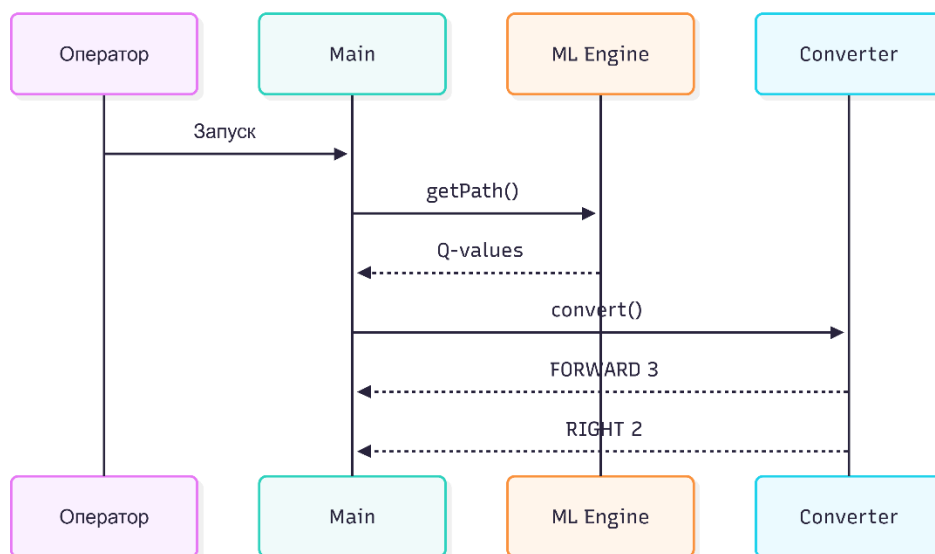 Оператор
Main
ML Engine
Converter
Запуск
getPath()
Q-values
convert()
FORWARD 3
RIGHT 2
Оператор
Main
ML Engine
Converter